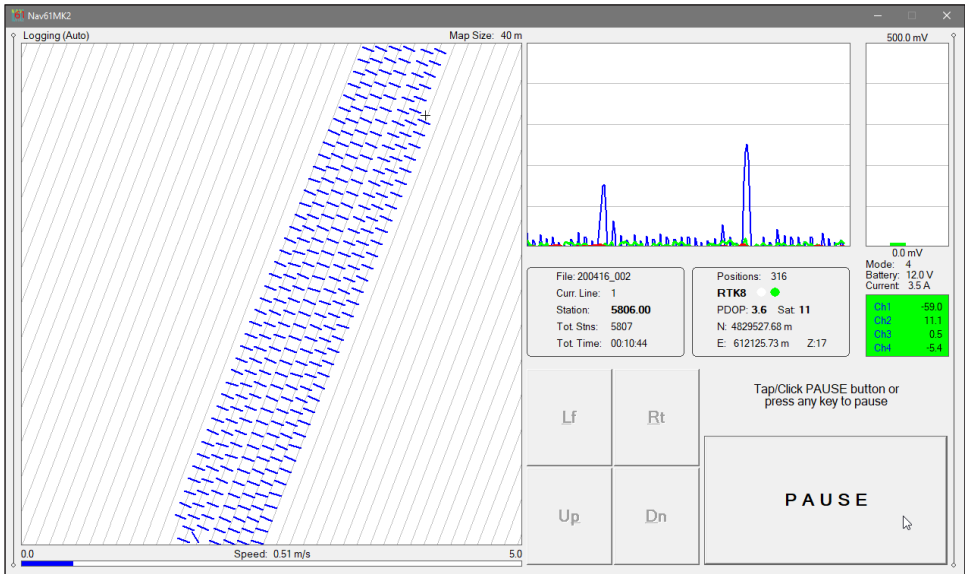 Nav61MK2
Logging (Auto)
Map Size: 40 m
500.0 mV
0.0 mV
Mode: 4
Battery: 12.0 V
Current 3.5 A
File: 200416_002
Curr. Line: 1
Station: 5806.00
Tot. Stns: 5807
Tot. Time: 00:10:44
Positions: 316
RTK8
PDOP: 3.6 Sat: 11
N: 4829527.68 m
E: 612125.73 m Z:17
Ch1 -59.0
Ch2 11.1
Ch3 0.5
Ch4 -5.4
Lf
Rt
Up
Dn
Tap/Click PAUSE button or
press any key to pause
PAUSE
0.0 Speed: 0.51 m/s 5.0